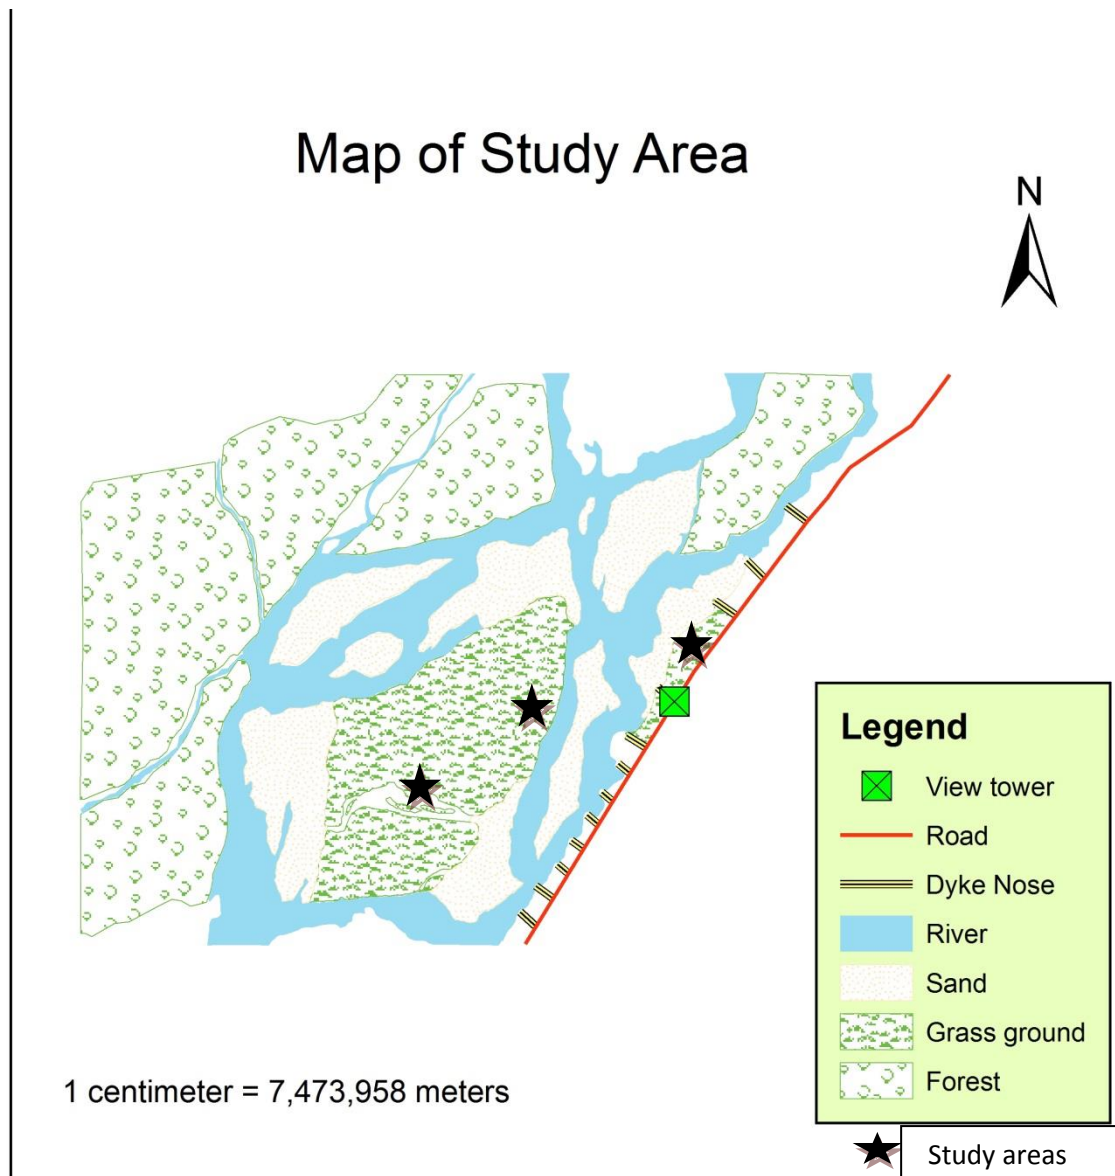 Map of Study Area
N
Legend
View tower
Road
Dyke Nose
River
Sand
Grass ground
Forest
1 centimeter = 7,473,958 meters
Study areas